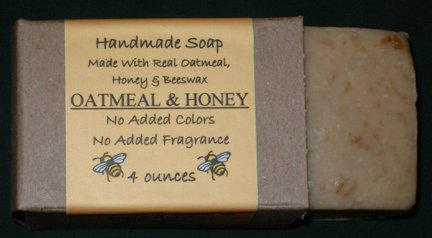 Handmade Soap
Made With Real Oatmeal,
Honey & Beeswax
OATMEAL & HONEY
No Added Colors
No Added Fragrance
4 ounces